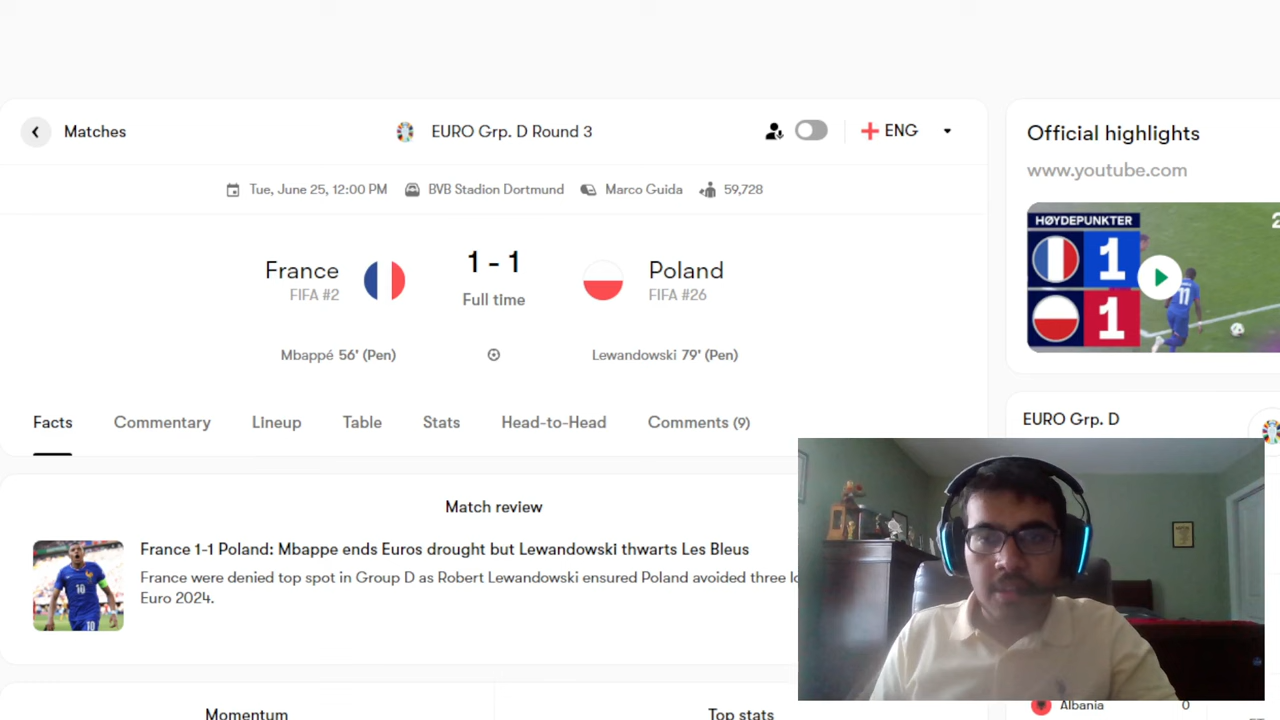 Matches
EURO Grp. D Round 3
ENG
Tue, June 25, 12:00 PM
BVB Stadion Dortmund
Marco Guida
59,728
France
FIFA #2
1 - 1
Full time
Poland
FIFA #26
Mbappé 56' (Pen)
Lewandowski 79' (Pen)
Facts
Commentary
Lineup
Table
Stats
Head-to-Head
Comments (9)
Match review
France 1-1 Poland: Mbappe ends Euros drought but Lewandowski thwarts Les Bleus
France were denied top spot in Group D as Robert Lewandowski ensured Poland avoided three
Euro 2024.
10
10
Momentum
Top stats
Official highlights
www.youtube.com
HØYDEPUNKTER
1
1
11
2
EURO Grp. D
Albania
0